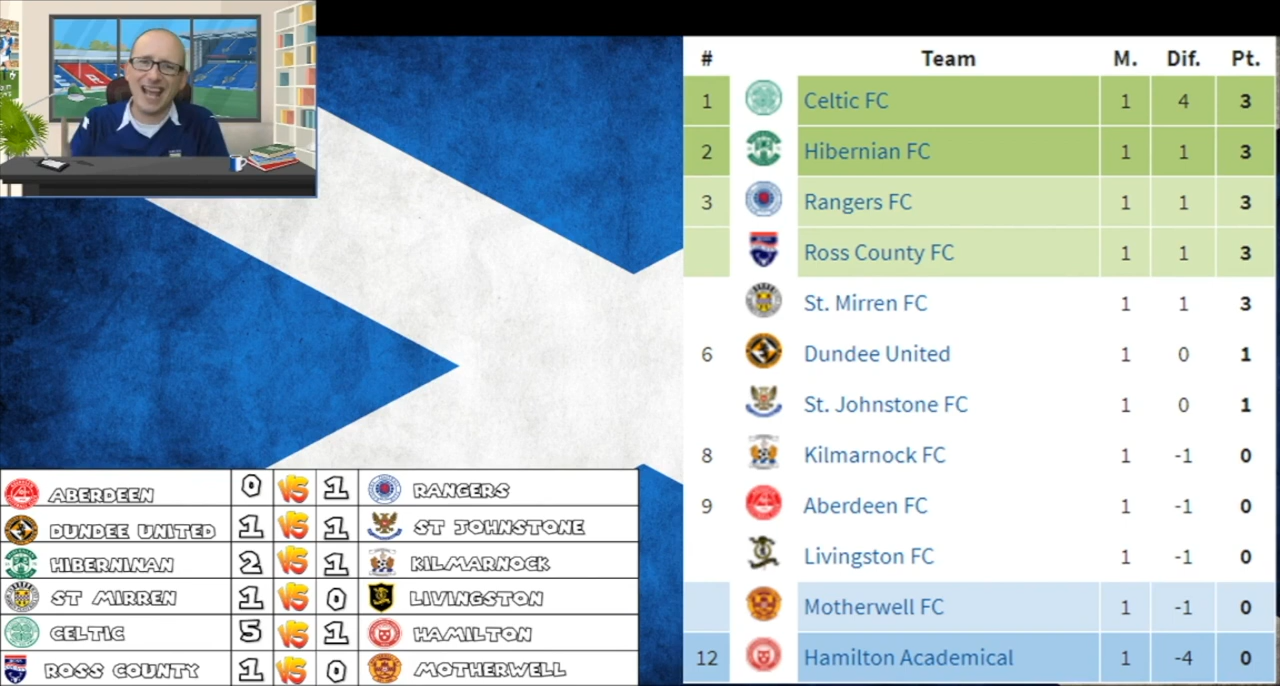 ABERDEEN 0 VS 1 RANGERS
DUNDEE UNITED 1 VS 1 ST JOHNSTONE
HIBERNINAN 2 VS 1 KILMARNOCK
ST MIRREN 1 VS 0 LIVINGSTON
CELTIC 5 VS 1 HAMILTON
ROSS COUNTY 1 VS 0 MOTHERWELL
# Team M. Dif. Pt.
1 Celtic FC 1 4 3
2 Hibernian FC 1 1 3
3 Rangers FC 1 1 3
Ross County FC 1 1 3
St. Mirren FC 1 1 3
6 Dundee United 1 0 1
St. Johnstone FC 1 0 1
8 Kilmarnock FC 1 -1 0
9 Aberdeen FC 1 -1 0
Livingston FC 1 -1 0
Motherwell FC 1 -1 0
12 Hamilton Academical 1 -4 0